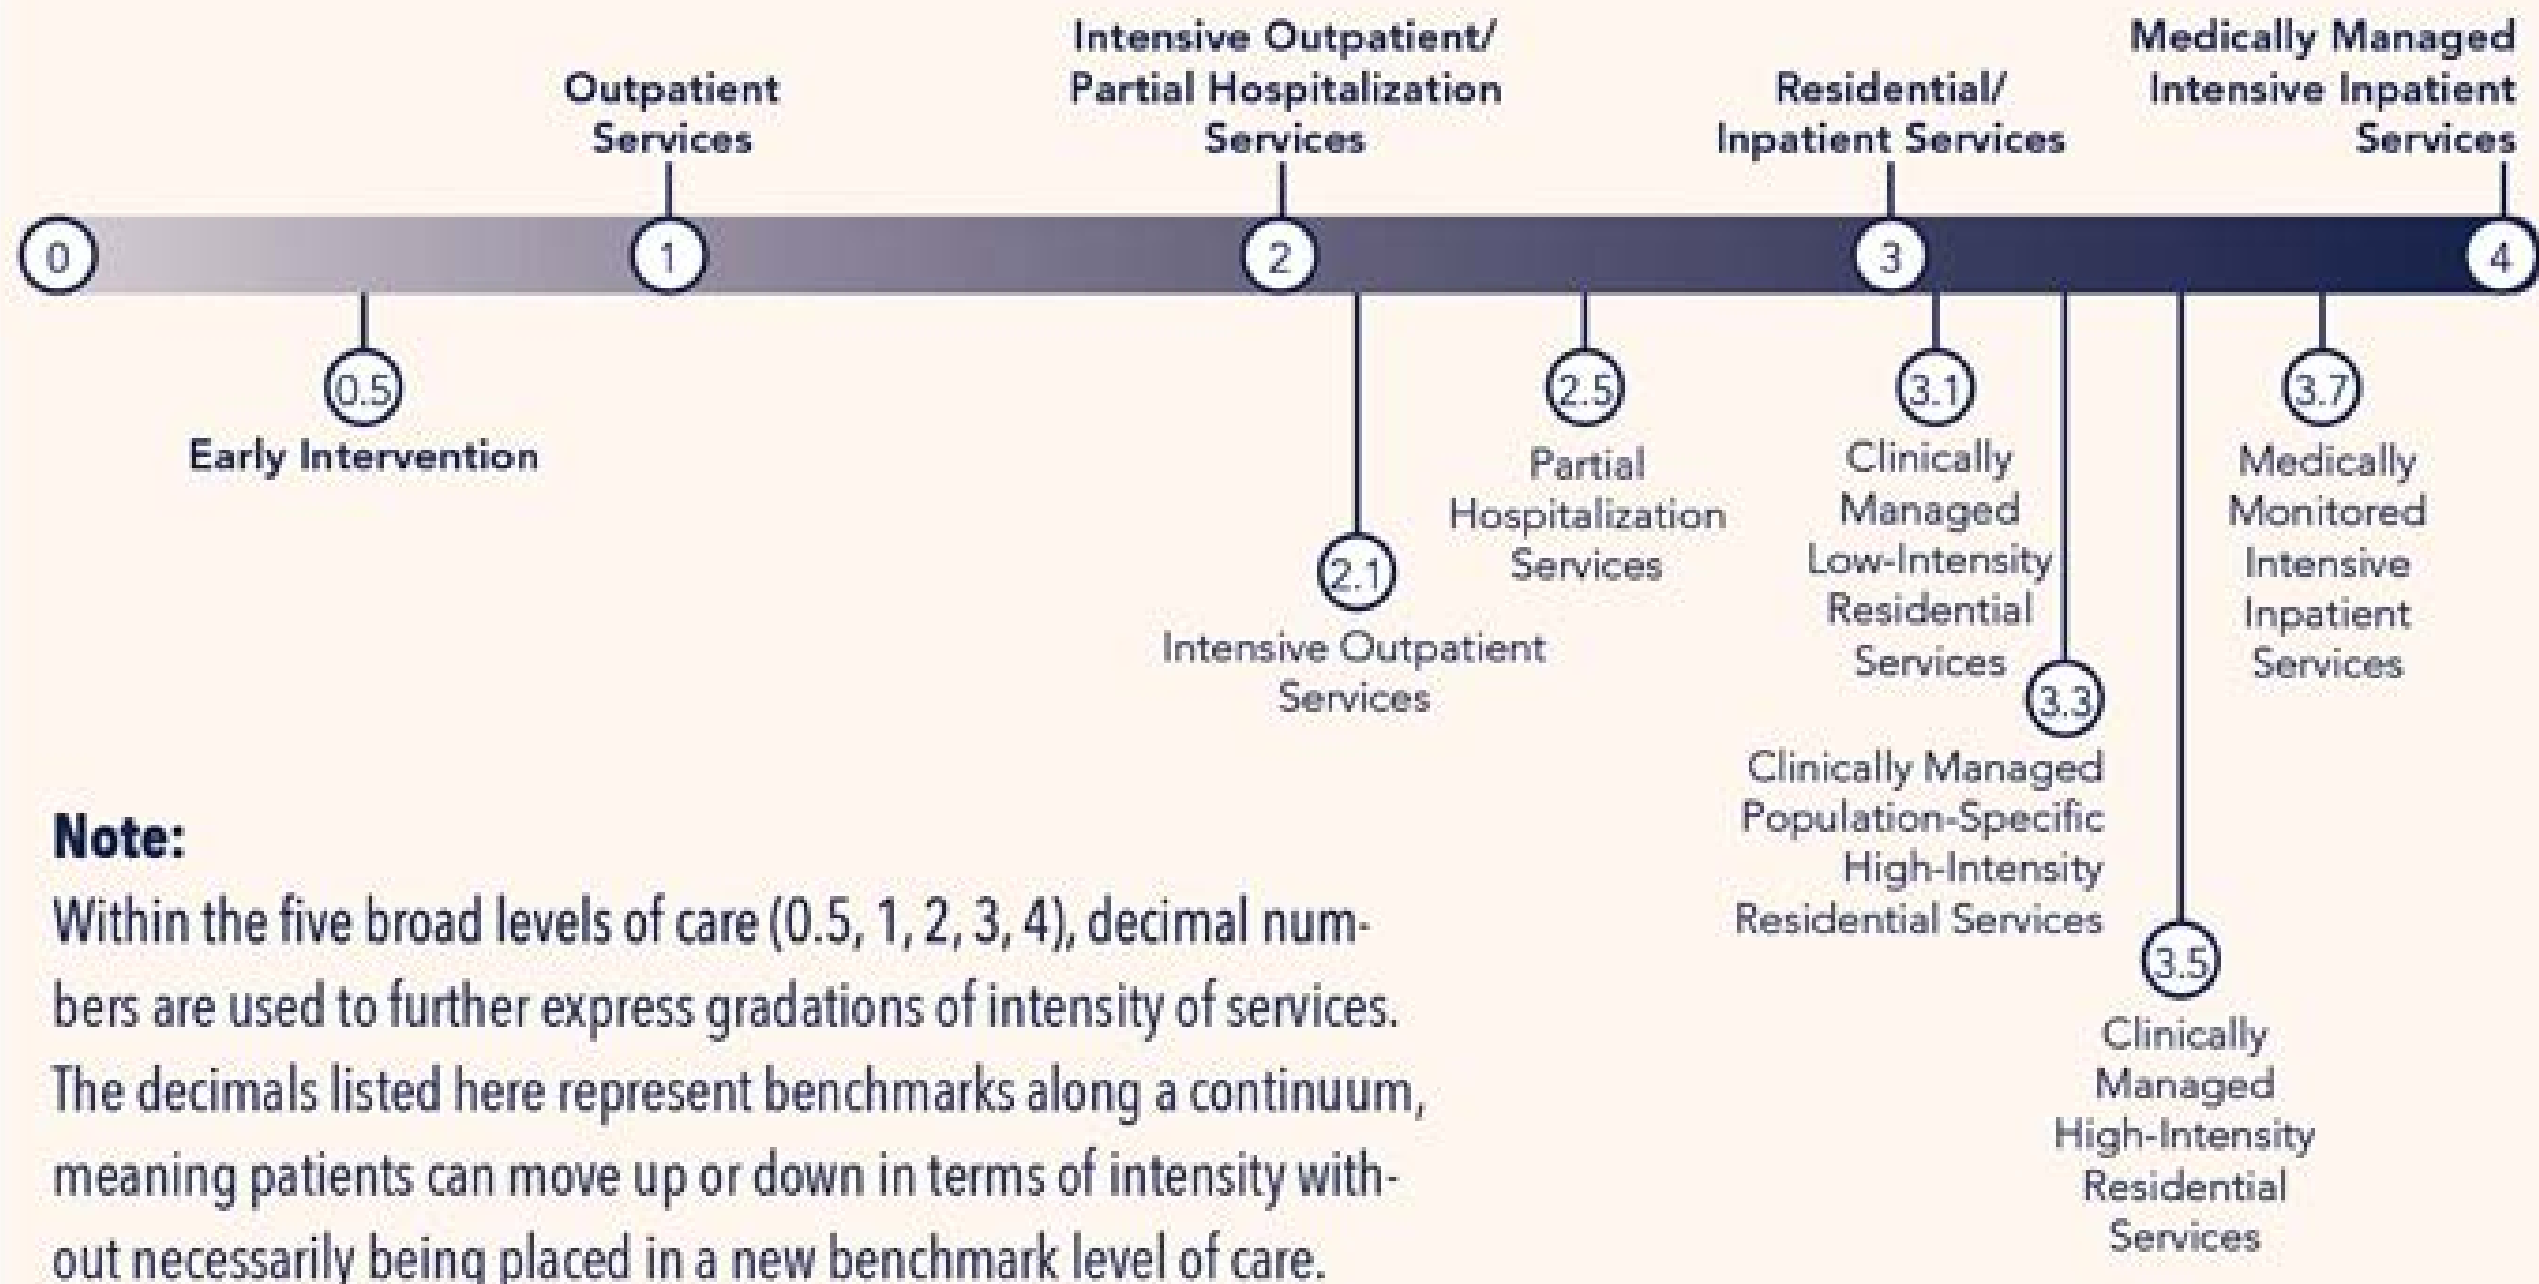 Outpatient
Services
Intensive Outpatient/
Partial Hospitalization
Services
Residential/
Inpatient Services
Medically Managed
Intensive Inpatient
Services
0
1
2
3
4
0.5
Early Intervention
2.1
Intensive Outpatient
Services
2.5
Partial
Hospitalization
Services
3.1
Clinically
Managed
Low-Intensity
Residential
Services
3.3
Clinically Managed
Population-Specific
High-Intensity
Residential Services
3.5
Clinically
Managed
High-Intensity
Residential
Services
3.7
Medically
Monitored
Intensive
Inpatient
Services
Note:
Within the five broad levels of care (0.5, 1, 2, 3, 4), decimal num-
bers are used to further express gradations of intensity of services.
The decimals listed here represent benchmarks along a continuum,
meaning patients can move up or down in terms of intensity with-
out necessarily being placed in a new benchmark level of care.